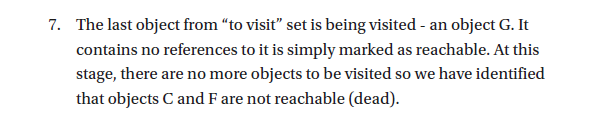 7. The last object from “to visit” set is being visited - an object G. It
contains no references to it is simply marked as reachable. At this
stage, there are no more objects to be visited so we have identified
that objects C and F are not reachable (dead).